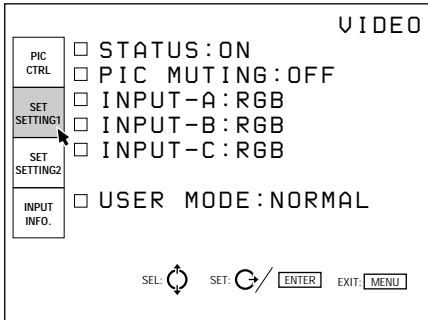 VIDEO
PIC
CTRL
SET
SETTING1
SET
SETTING2
INPUT
INFO.
STATUS:ON
PIC MUTING:OFF
INPUT-A:RGB
INPUT-B:RGB
INPUT-C:RGB
USER MODE:NORMAL
SEL: SET: / ENTER EXIT: MENU